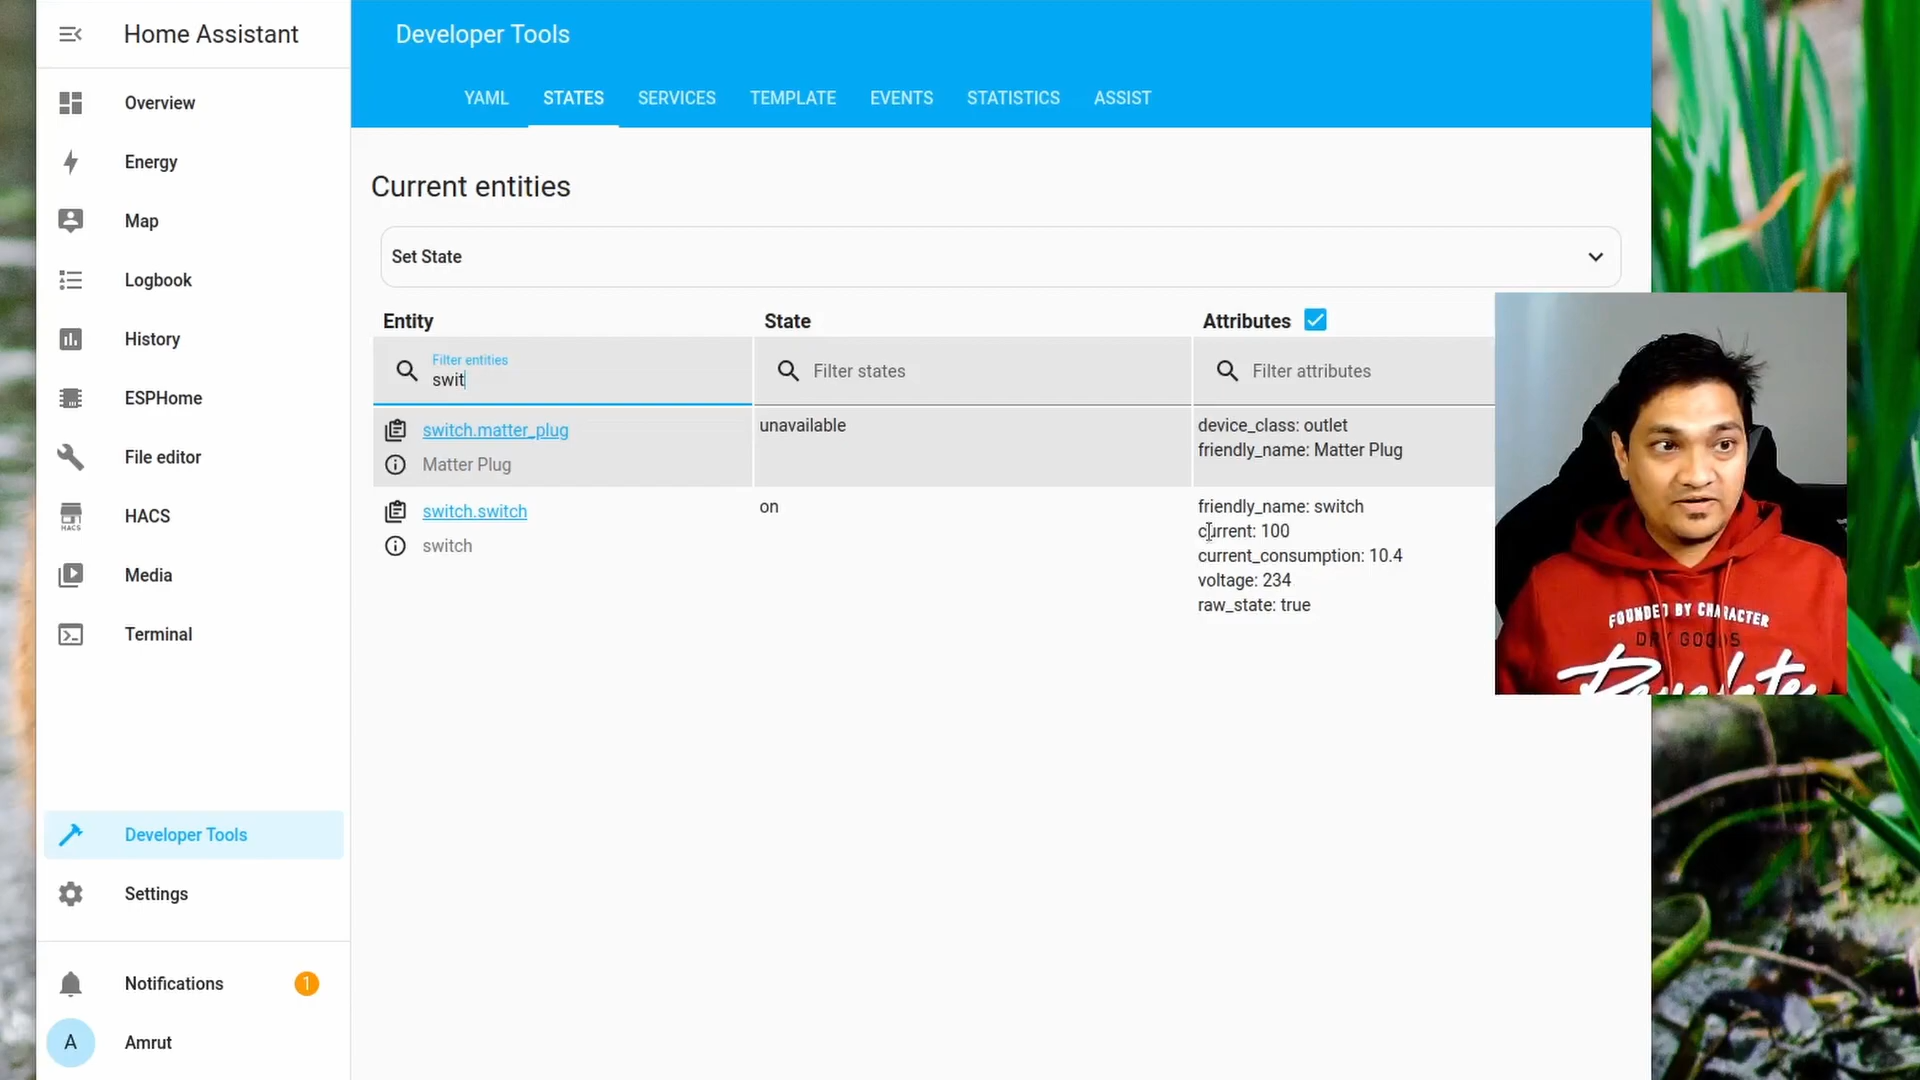 Home Assistant
Developer Tools
YAML STATES SERVICES TEMPLATE EVENTS STATISTICS ASSIST
Overview
Energy
Map
Logbook
History
ESPHome
File editor
HACS
HACS
Media
Terminal
Developer Tools
Settings
Notifications 1
A Amrut
Current entities
Set State
Entity State Attributes
Filter entities
swit
Filter states
Filter attributes
switch.matter_plug
Matter Plug
unavailable
device_class: outlet
friendly_name: Matter Plug
switch.switch
switch
on
friendly_name: switch
current: 100
current_consumption: 10.4
voltage: 234
raw_state: true
FOUNDED BY CHARACTER
DRY GOODS